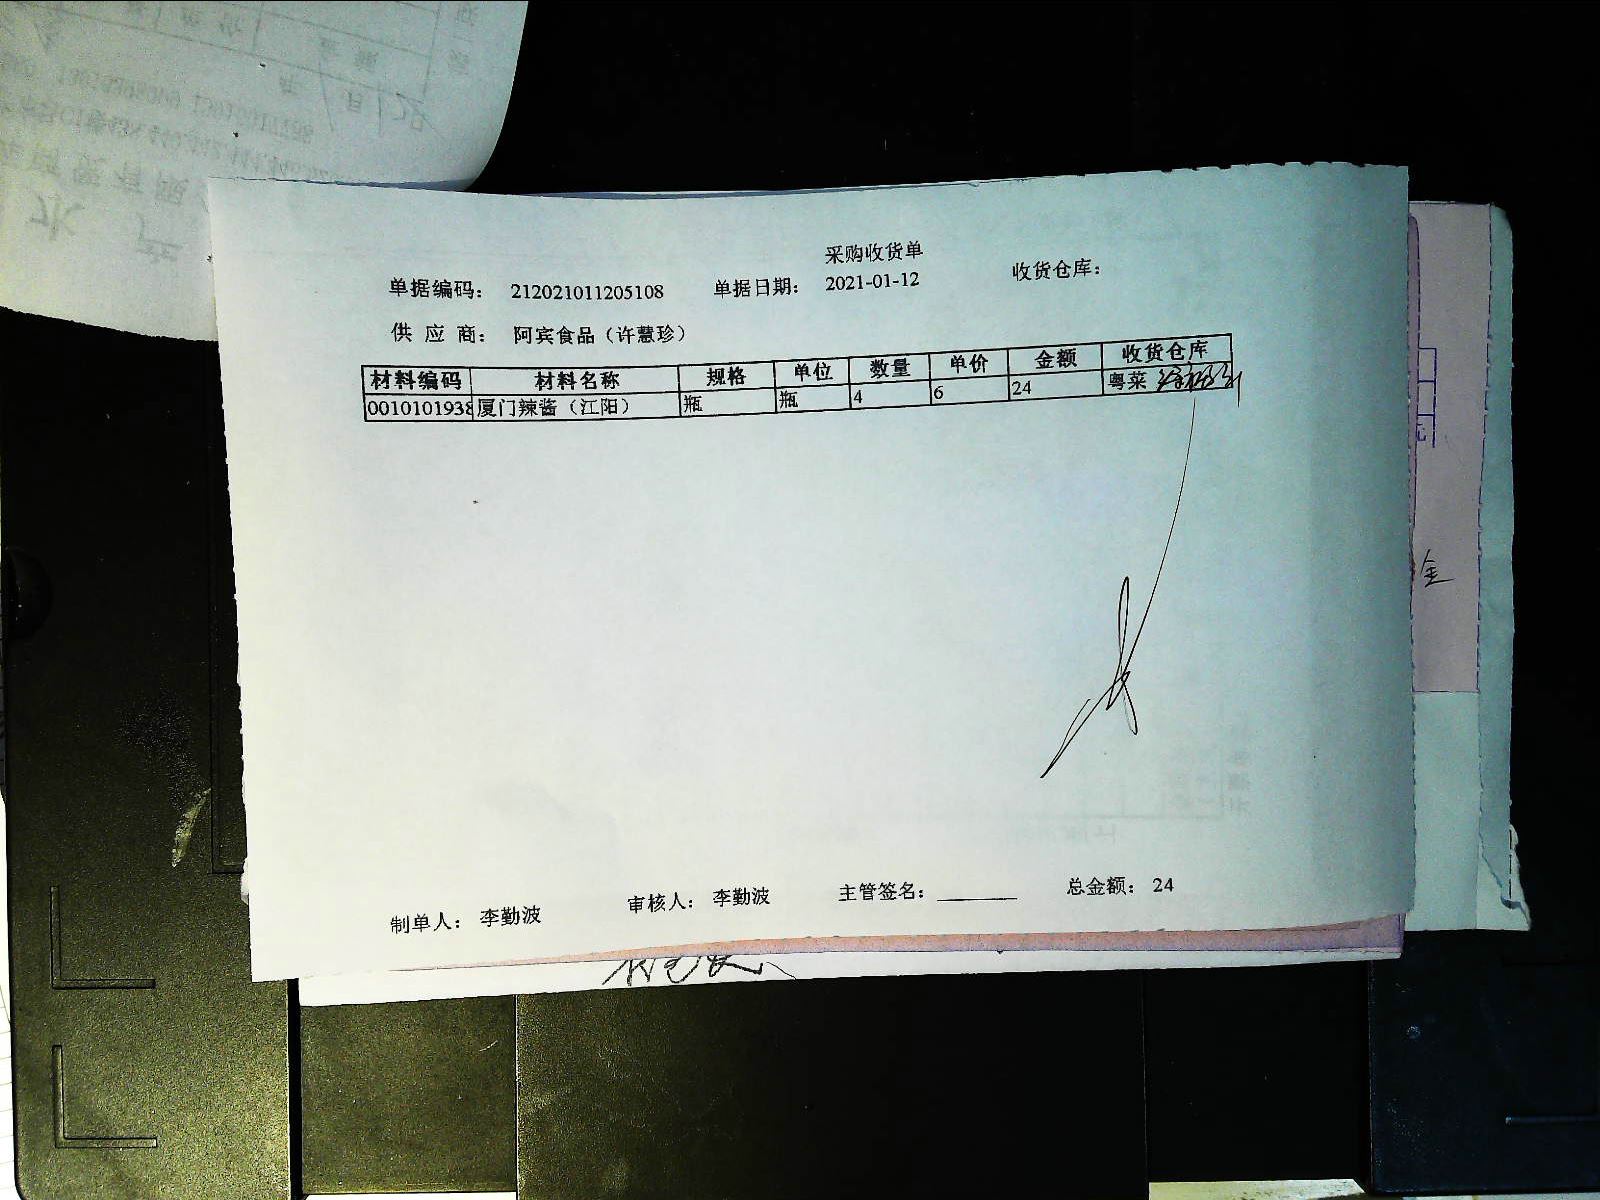 采购收货单
单据编码： 212021011205108 单据日期： 2021-01-12 收货仓库：
供 应 商： 阿宾食品（许慧珍）
材料编码 材料名称 规格 单位 数量 单价 金额 收货仓库
0010101938 厦门辣酱（江阳） 瓶 瓶 4 6 24 粤菜
制单人： 李勤波 审核人： 李勤波 主管签名： 总金额： 24
金